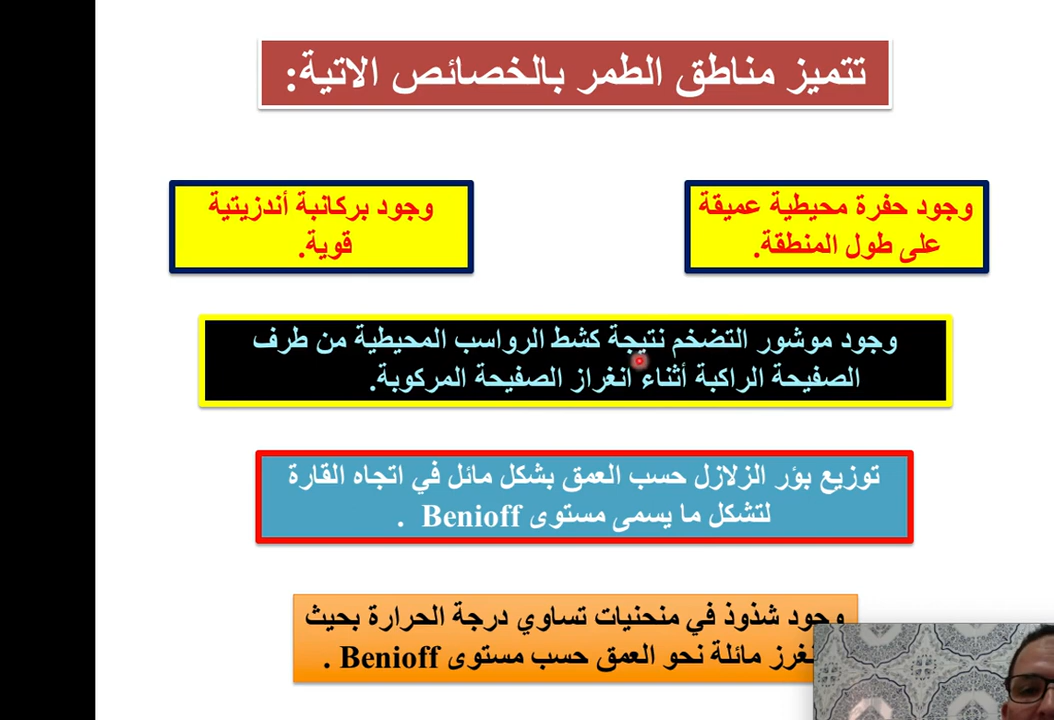 تتميز مناطق الطمر بالخصائص الاتية:
وجود حفرة محيطية عميقة
على طول المنطقة.
وجود بركانبة أندزيتية
قوية.
وجود موشور التضخم نتيجة كشط الرواسب المحيطية من طرف
الصفيحة الراكبة أثناء انغراز الصفيحة المركوبة.
توزيع بؤر الزلازل حسب العمق بشكل مائل في اتجاه القارة
لتشكل ما يسمى مستوى Benioff .
وجود شذوذ في منحنيات تساوي درجة الحرارة بحيث
مائلة نحو العمق حسب مستوى Benioff .